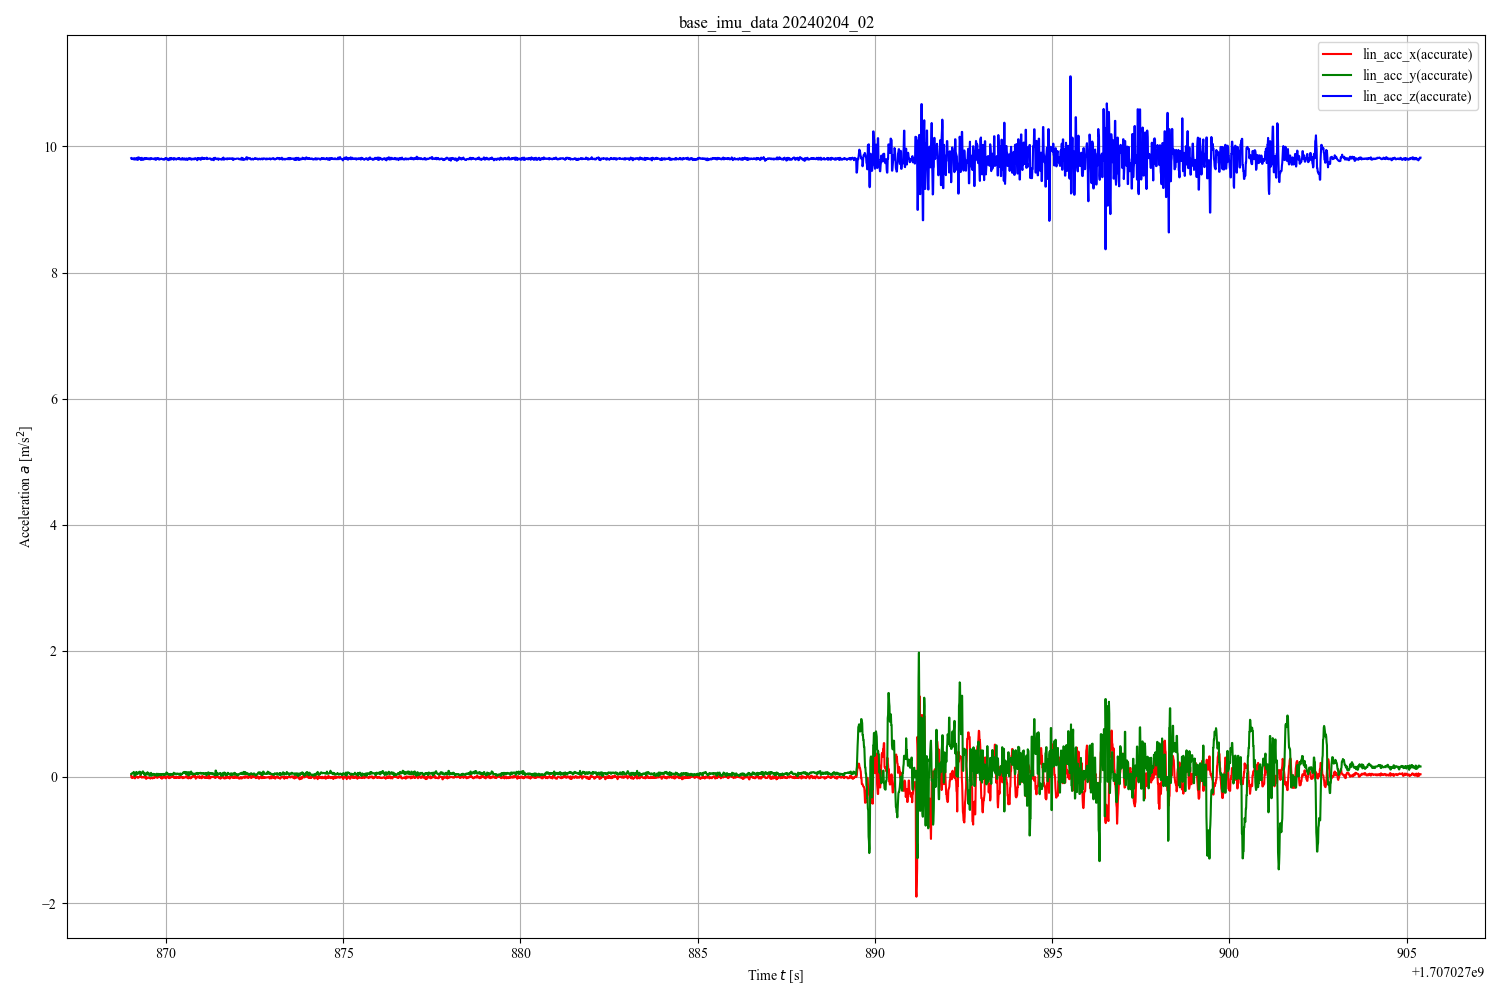 base_imu_data 20240204_02
lin_acc_x(accurate)
lin_acc_y(accurate)
lin_acc_z(accurate)
10
8
6
4
2
0
−2
Acceleration a [m/s²]
870
875
880
885
890
895
900
905
Time t [s]
+1.707027e9